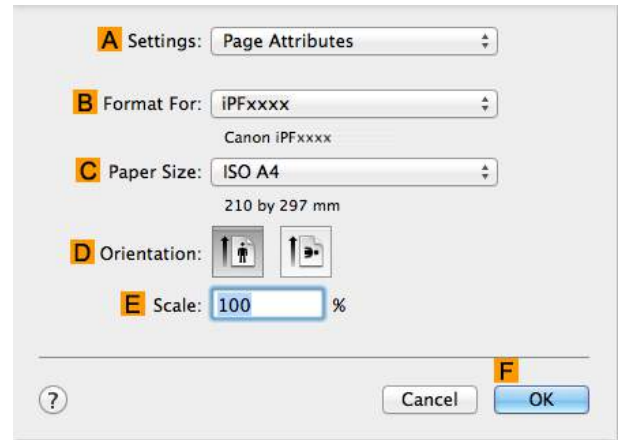 A Settings: Page Attributes
B Format For: iPFxxxx
Canon iPFxxxx
C Paper Size: ISO A4
210 by 297 mm
D Orientation:
E Scale: 100 %
F
? Cancel OK